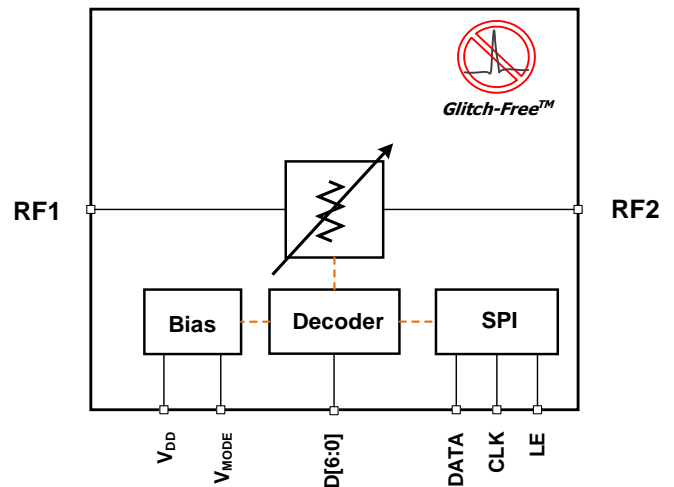 Glitch-Free™
RF1
RF2
Bias
Decoder
SPI
VDD
VMODE
D[6:0]
DATA
CLK
LE